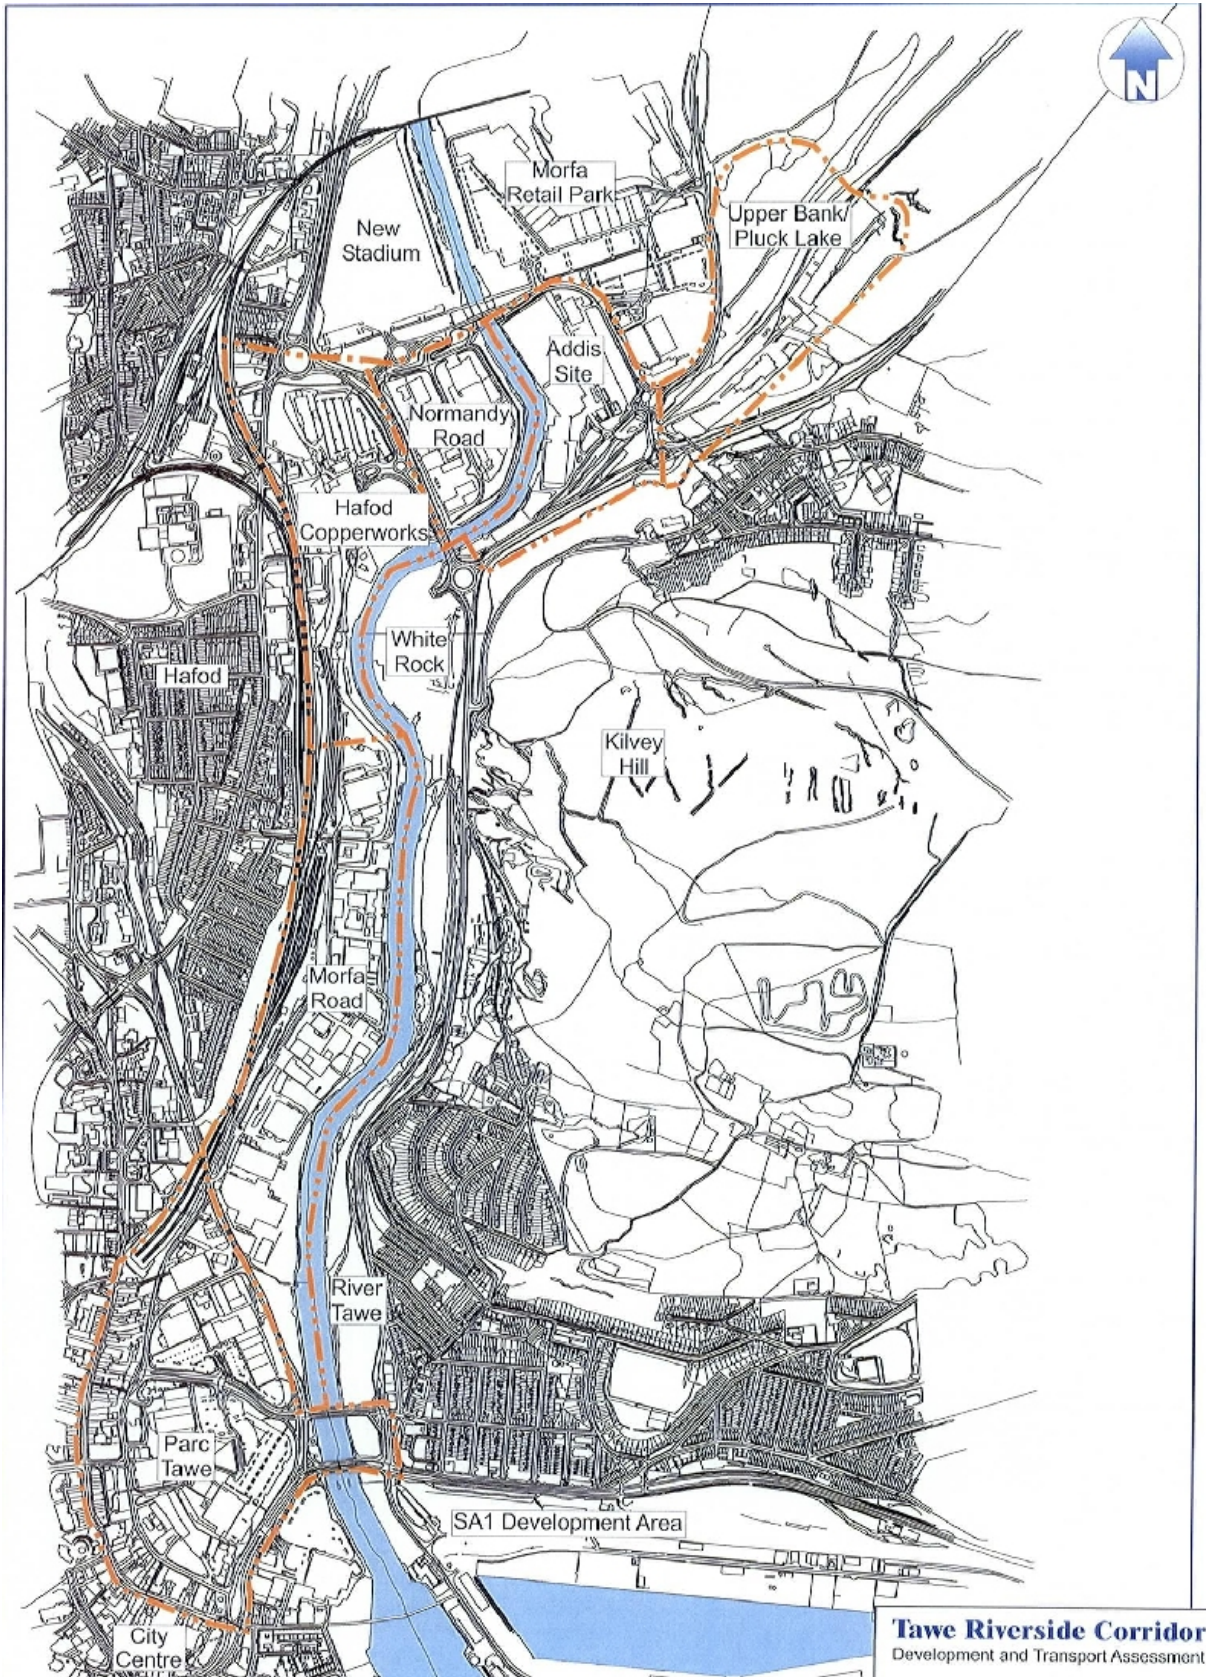 N
Morfa
Retail Park
New
Stadium
Upper Bank/
Pluck Lake
Addis
Site
Normandy
Road
Hafod
Copperworks
White
Rock
Hafod
Kilvey
Hill
Morfa
Road
River
Tawe
Parc
Tawe
SA1 Development Area
City
Centre
Tawe Riverside Corridor
Development and Transport Assessment